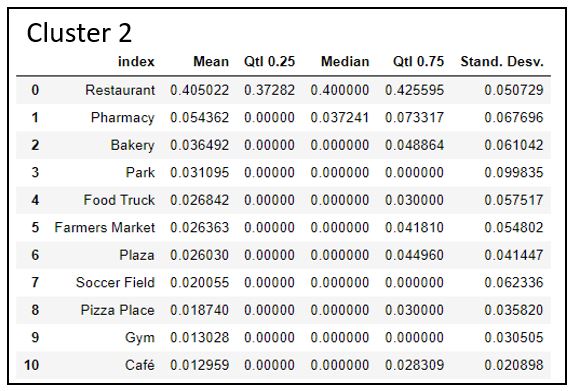 Cluster 2
index Mean Qtl 0.25 Median Qtl 0.75 Stand. Desv.
0 Restaurant 0.405022 0.37282 0.400000 0.425595 0.050729
1 Pharmacy 0.054362 0.00000 0.037241 0.073317 0.067696
2 Bakery 0.036492 0.00000 0.000000 0.048864 0.061042
3 Park 0.031095 0.00000 0.000000 0.000000 0.099835
4 Food Truck 0.026842 0.00000 0.000000 0.030000 0.057517
5 Farmers Market 0.026363 0.00000 0.000000 0.041810 0.054802
6 Plaza 0.026030 0.00000 0.000000 0.044960 0.041447
7 Soccer Field 0.020055 0.00000 0.000000 0.000000 0.062336
8 Pizza Place 0.018740 0.00000 0.000000 0.030000 0.035820
9 Gym 0.013028 0.00000 0.000000 0.000000 0.030505
10 Café 0.012959 0.00000 0.000000 0.028309 0.020898